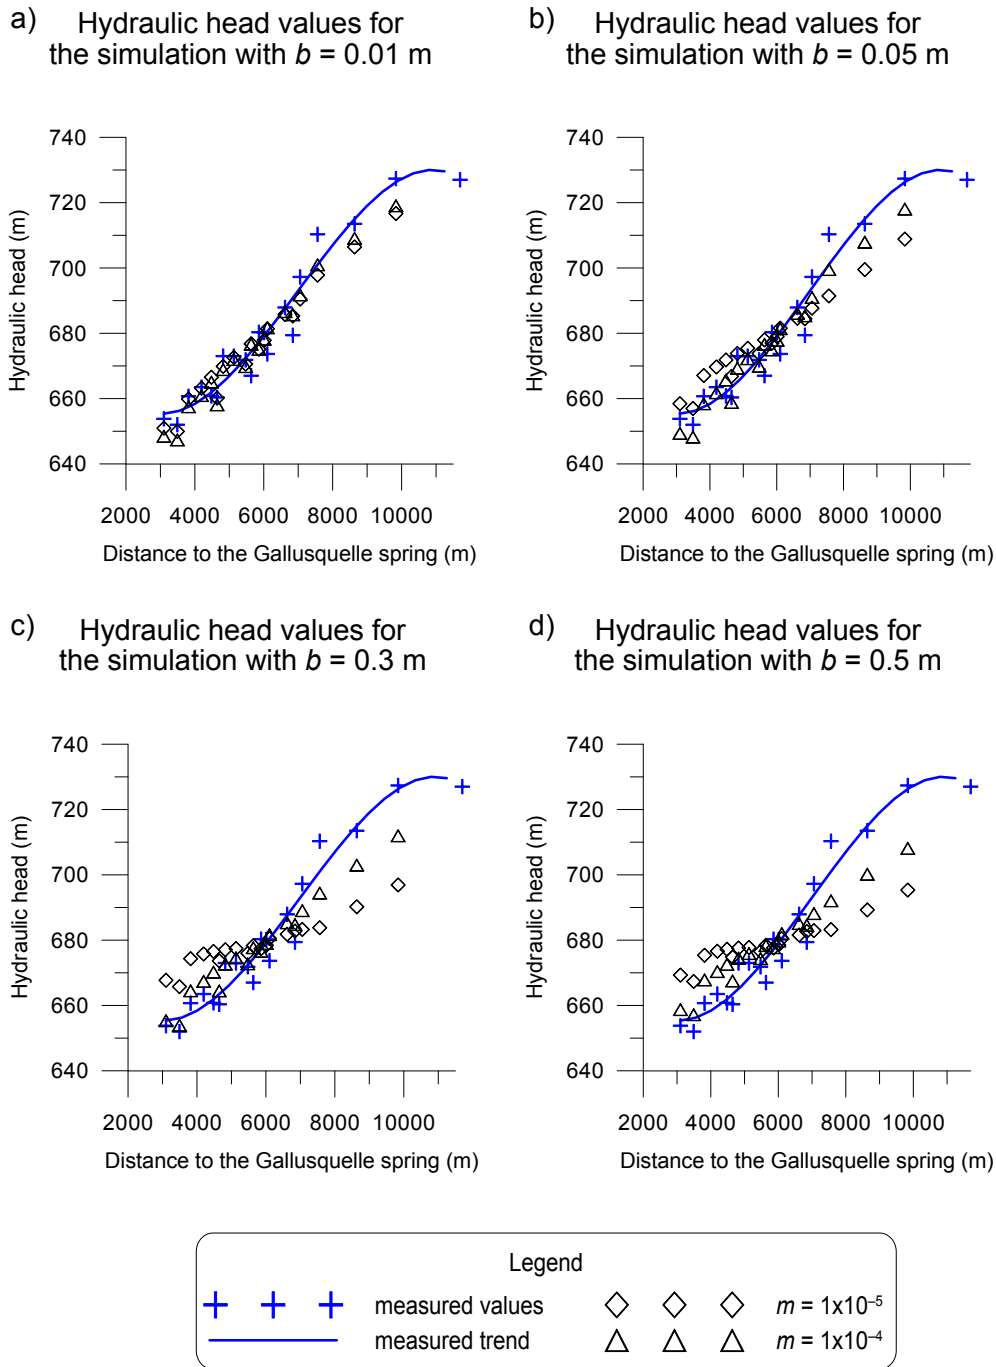 a) Hydraulic head values for
the simulation with b = 0.01 m
740
720
700
680
660
640
Hydraulic head (m)
2000 4000 6000 8000 10000
Distance to the Gallusquelle spring (m)
b) Hydraulic head values for
the simulation with b = 0.05 m
740
720
700
680
660
640
Hydraulic head (m)
2000 4000 6000 8000 10000
Distance to the Gallusquelle spring (m)
c) Hydraulic head values for
the simulation with b = 0.3 m
740
720
700
680
660
640
Hydraulic head (m)
2000 4000 6000 8000 10000
Distance to the Gallusquelle spring (m)
d) Hydraulic head values for
the simulation with b = 0.5 m
740
720
700
680
660
640
Hydraulic head (m)
2000 4000 6000 8000 10000
Distance to the Gallusquelle spring (m)
Legend
measured values m = 1x10⁻⁵
measured trend m = 1x10⁻⁴